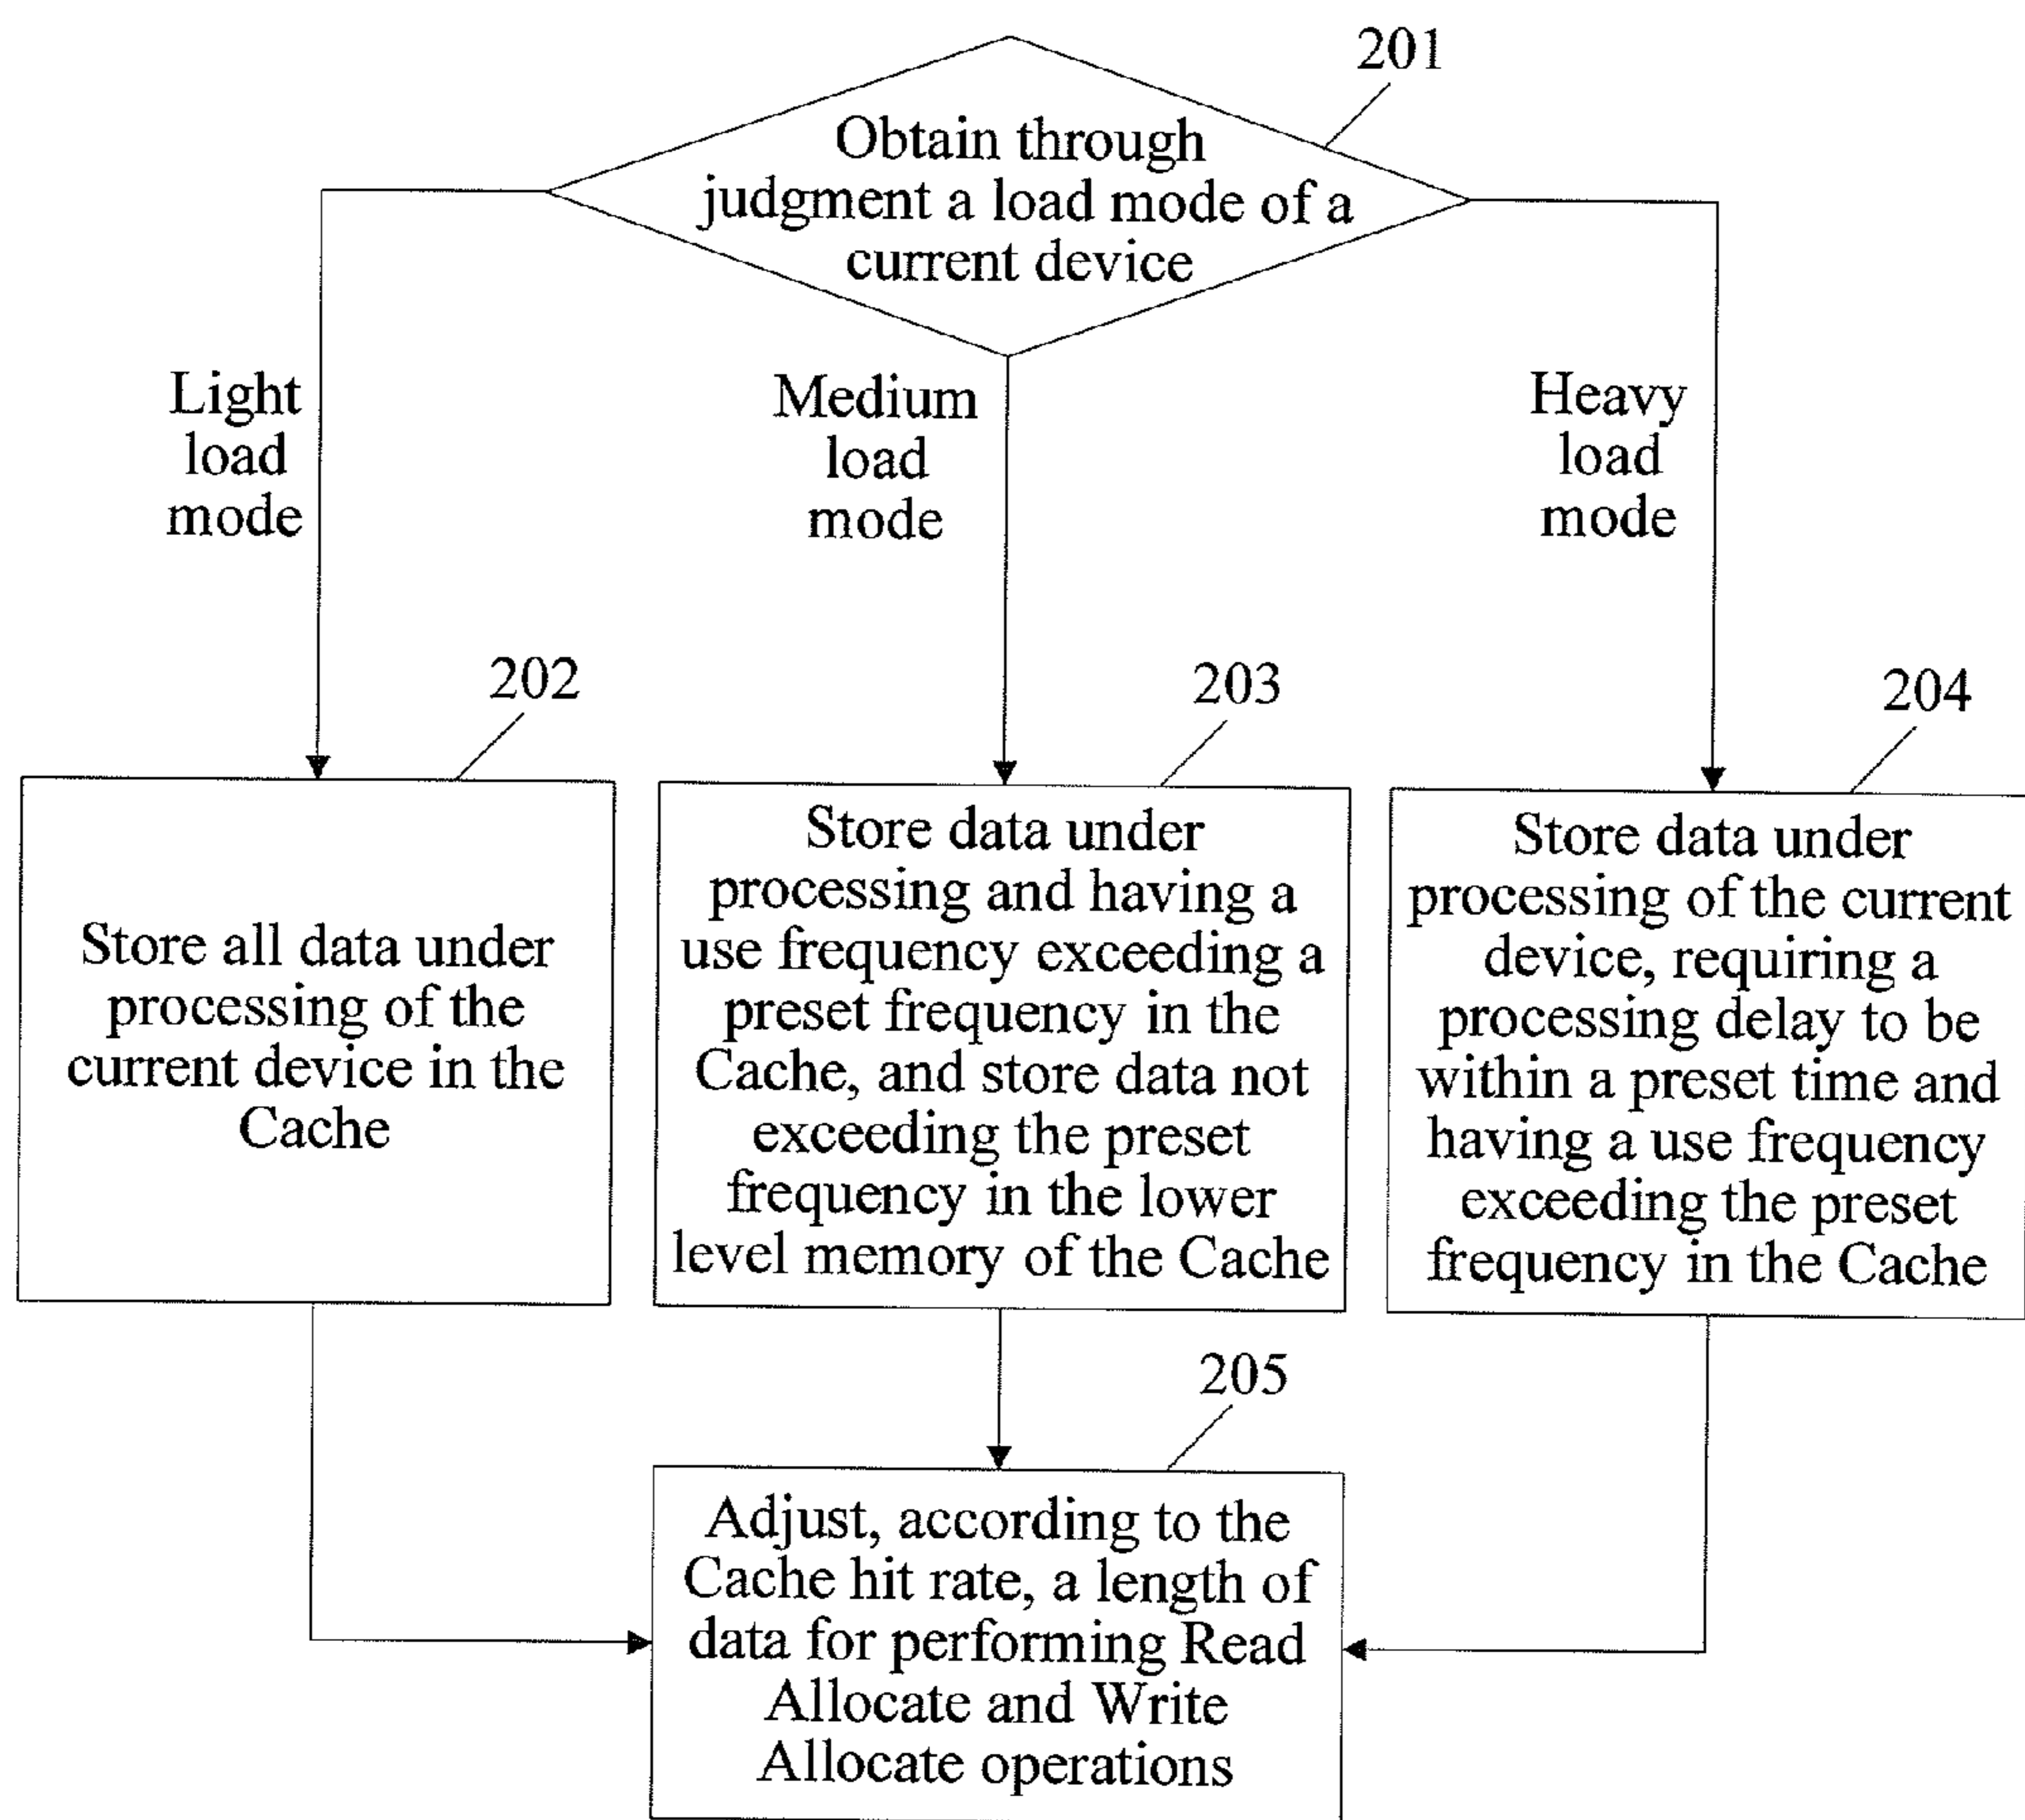 201
Obtain through
judgment a load mode of a
current device
Light
load
mode
Medium
load
mode
Heavy
load
mode
202
203
204
Store all data under
processing of the
current device in the
Cache
Store data under
processing and having a
use frequency exceeding a
preset frequency in the
Cache, and store data not
exceeding the preset
frequency in the lower
level memory of the Cache
Store data under
processing of the current
device, requiring a
processing delay to be
within a preset time and
having a use frequency
exceeding the preset
frequency in the Cache
205
Adjust, according to the
Cache hit rate, a length of
data for performing Read
Allocate and Write
Allocate operations